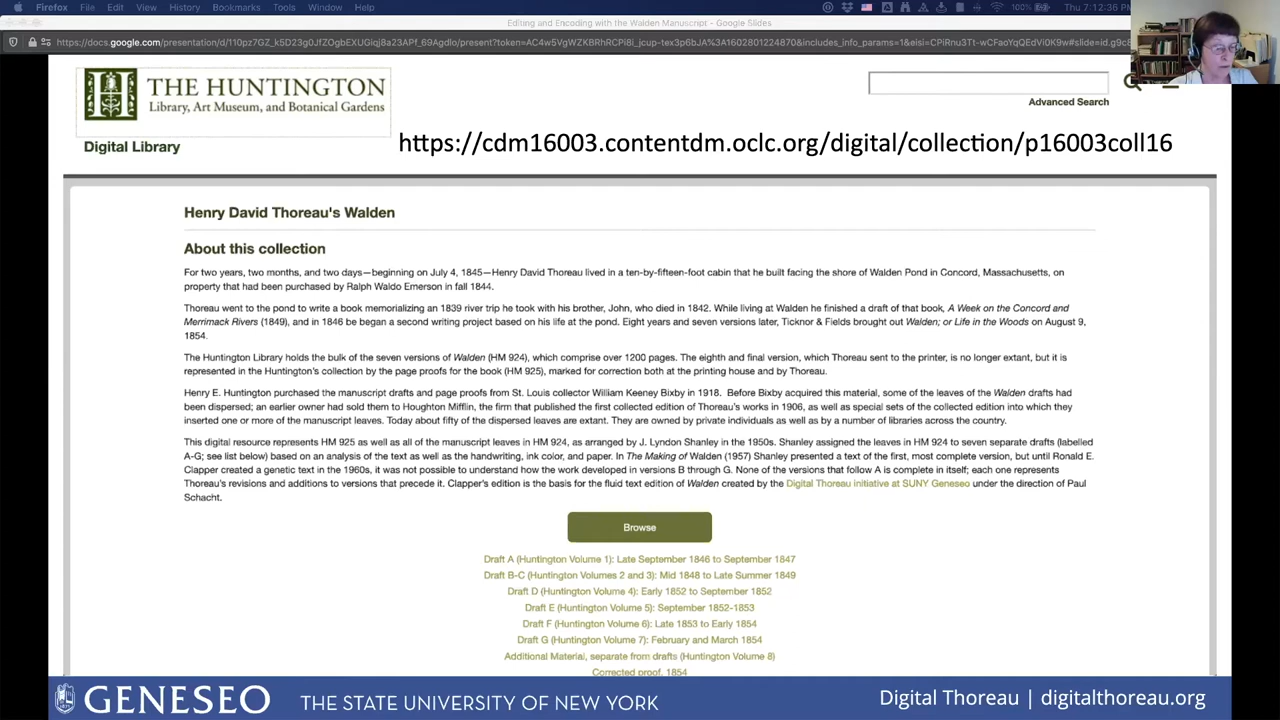 Firefox File Edit View History Bookmarks Tools Window Help 100% Thu 7:12:36 PM
Editing and Encoding with the Walden Manuscript - Google Slides
THE HUNTINGTON
Library, Art Museum, and Botanical Gardens
Advanced Search
Digital Library
https://cdm16003.contentdm.oclc.org/digital/collection/p16003coll16
Henry David Thoreau's Walden
About this collection
For two years, two months, and two days—beginning on July 4, 1845—Henry David Thoreau lived in a ten-by-fifteen-foot cabin that he built facing the shore of Walden Pond in Concord, Massachusetts, on
property that had been purchased by Ralph Waldo Emerson in fall 1844.
Thoreau went to the pond to write a book memorializing an 1839 river trip he took with his brother, John, who died in 1842. While living at Walden he finished a draft of that book, A Week on the Concord and
Merrimack Rivers (1849), and in 1846 be began a second writing project based on his life at the pond. Eight years and seven versions later, Ticknor & Fields brought out Walden; or Life in the Woods on August 9,
1854.
The Huntington Library holds the bulk of the seven versions of Walden (HM 924), which comprise over 1200 pages. The eighth and final version, which Thoreau sent to the printer, is no longer extant, but it is
represented in the Huntington's collection by the page proofs for the book (HM 925), marked for correction both at the printing house and by Thoreau.
Henry E. Huntington purchased the manuscript drafts and page proofs from St. Louis collector William Keeney Bixby in 1918. Before Bixby acquired this material, some of the leaves of the Walden drafts had
been dispersed; an earlier owner had sold them to Houghton Mifflin, the firm that published the first collected edition of Thoreau's works in 1906, as well as special sets of the collected edition into which they
inserted one or more of the manuscript leaves. Today about fifty of the dispersed leaves are extant. They are owned by private individuals as well as by a number of libraries across the country.
This digital resource represents HM 925 as well as all of the manuscript leaves in HM 924, as arranged by J. Lyndon Shanley in the 1950s. Shanley assigned the leaves in HM 924 to seven separate drafts (labelled
A-G; see list below) based on an analysis of the text as well as the handwriting, ink color, and paper. In The Making of Walden (1957) Shanley presented a text of the first, most complete version, but until Ronald E.
Clapper created a genetic text in the 1960s, it was not possible to understand how the work developed in versions B through G. None of the versions that follow A is complete in itself; each one represents
Thoreau's revisions and additions to versions that precede it. Clapper's edition is the basis for the fluid text edition of Walden created by the Digital Thoreau initiative at SUNY Geneseo under the direction of Paul
Schacht.
Browse
Draft A (Huntington Volume 1): Late September 1846 to September 1847
Draft B-C (Huntington Volumes 2 and 3): Mid 1848 to Late Summer 1849
Draft D (Huntington Volume 4): Early 1852 to September 1852
Draft E (Huntington Volume 5): September 1852-1853
Draft F (Huntington Volume 6): Late 1853 to Early 1854
Draft G (Huntington Volume 7): February and March 1854
Additional Material, separate from drafts (Huntington Volume 8)
Corrected proof, 1854
GENESEO THE STATE UNIVERSITY OF NEW YORK Digital Thoreau | digitalthoreau.org